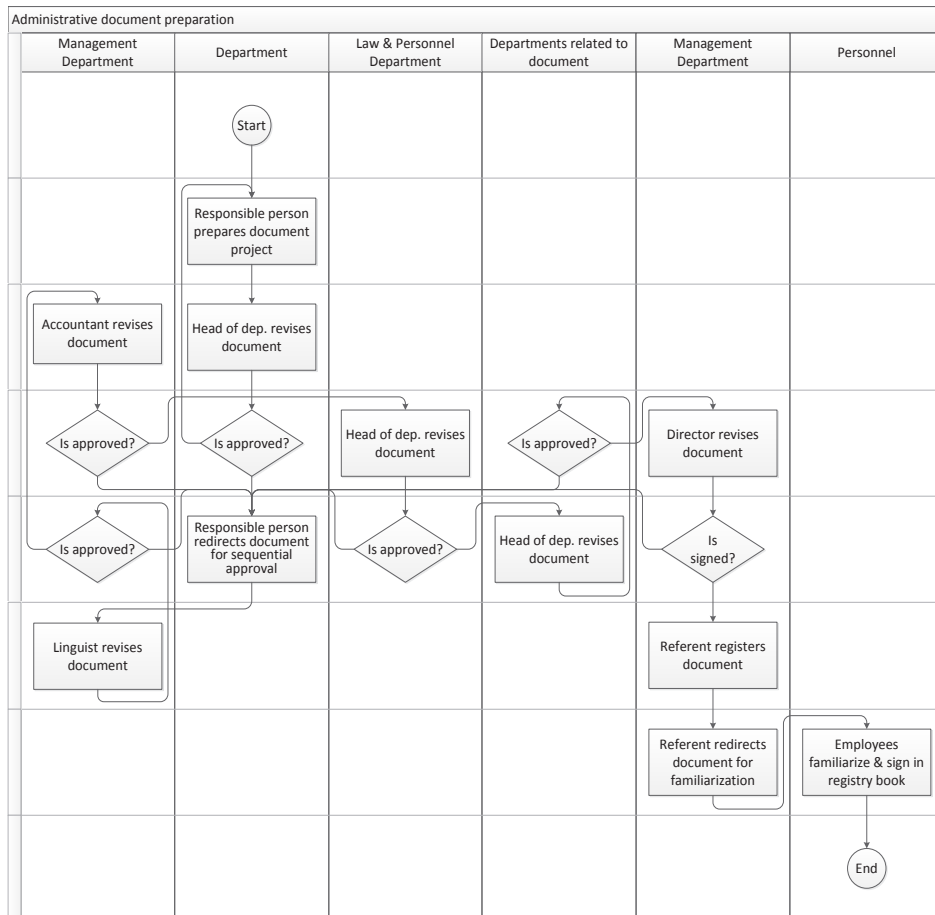 Administrative document preparation
Management
Department
Department
Law & Personnel
Department
Departments related to
document
Management
Department
Personnel
Start
Responsible person
prepares document
project
Accountant revises
document
Head of dep. revises
document
Is approved?
Is approved?
Head of dep. revises
document
Is approved?
Director revises
document
Is approved?
Responsible person
redirects document
for sequential
approval
Is approved?
Head of dep. revises
document
Is
signed?
Linguist revises
document
Referent registers
document
Referent redirects
document for
familiarization
Employees
familiarize & sign in
registry book
End